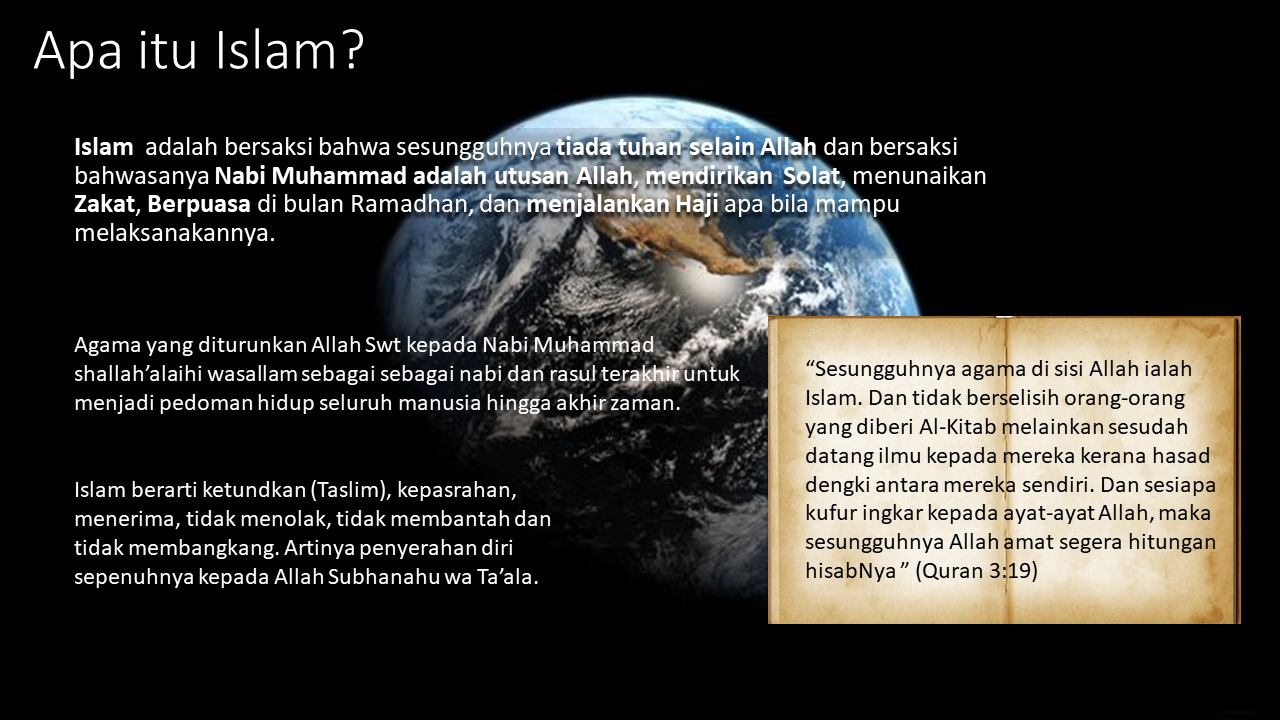 Apa itu Islam?
Islam adalah bersaksi bahwa sesungguhnya tiada tuhan selain Allah dan bersaksi
bahwasanya Nabi Muhammad adalah utusan Allah, mendirikan Solat, menunaikan
Zakat, Berpuasa di bulan Ramadhan, dan menjalankan Haji apa bila mampu
melaksanakannya.
Agama yang diturunkan Allah Swt kepada Nabi Muhammad
shallah’alaihi wasallam sebagai sebagai nabi dan rasul terakhir untuk
menjadi pedoman hidup seluruh manusia hingga akhir zaman.
Islam berarti ketundkan (Taslim), kepasrahan,
menerima, tidak menolak, tidak membantah dan
tidak membangkang. Artinya penyerahan diri
sepenuhnya kepada Allah Subhanahu wa Ta’ala.
“Sesungguhnya agama di sisi Allah ialah
Islam. Dan tidak berselisih orang-orang
yang diberi Al-Kitab melainkan sesudah
datang ilmu kepada mereka kerana hasad
dengki antara mereka sendiri. Dan sesiapa
kufur ingkar kepada ayat-ayat Allah, maka
sesungguhnya Allah amat segera hitungan
hisabNya ” (Quran 3:19)